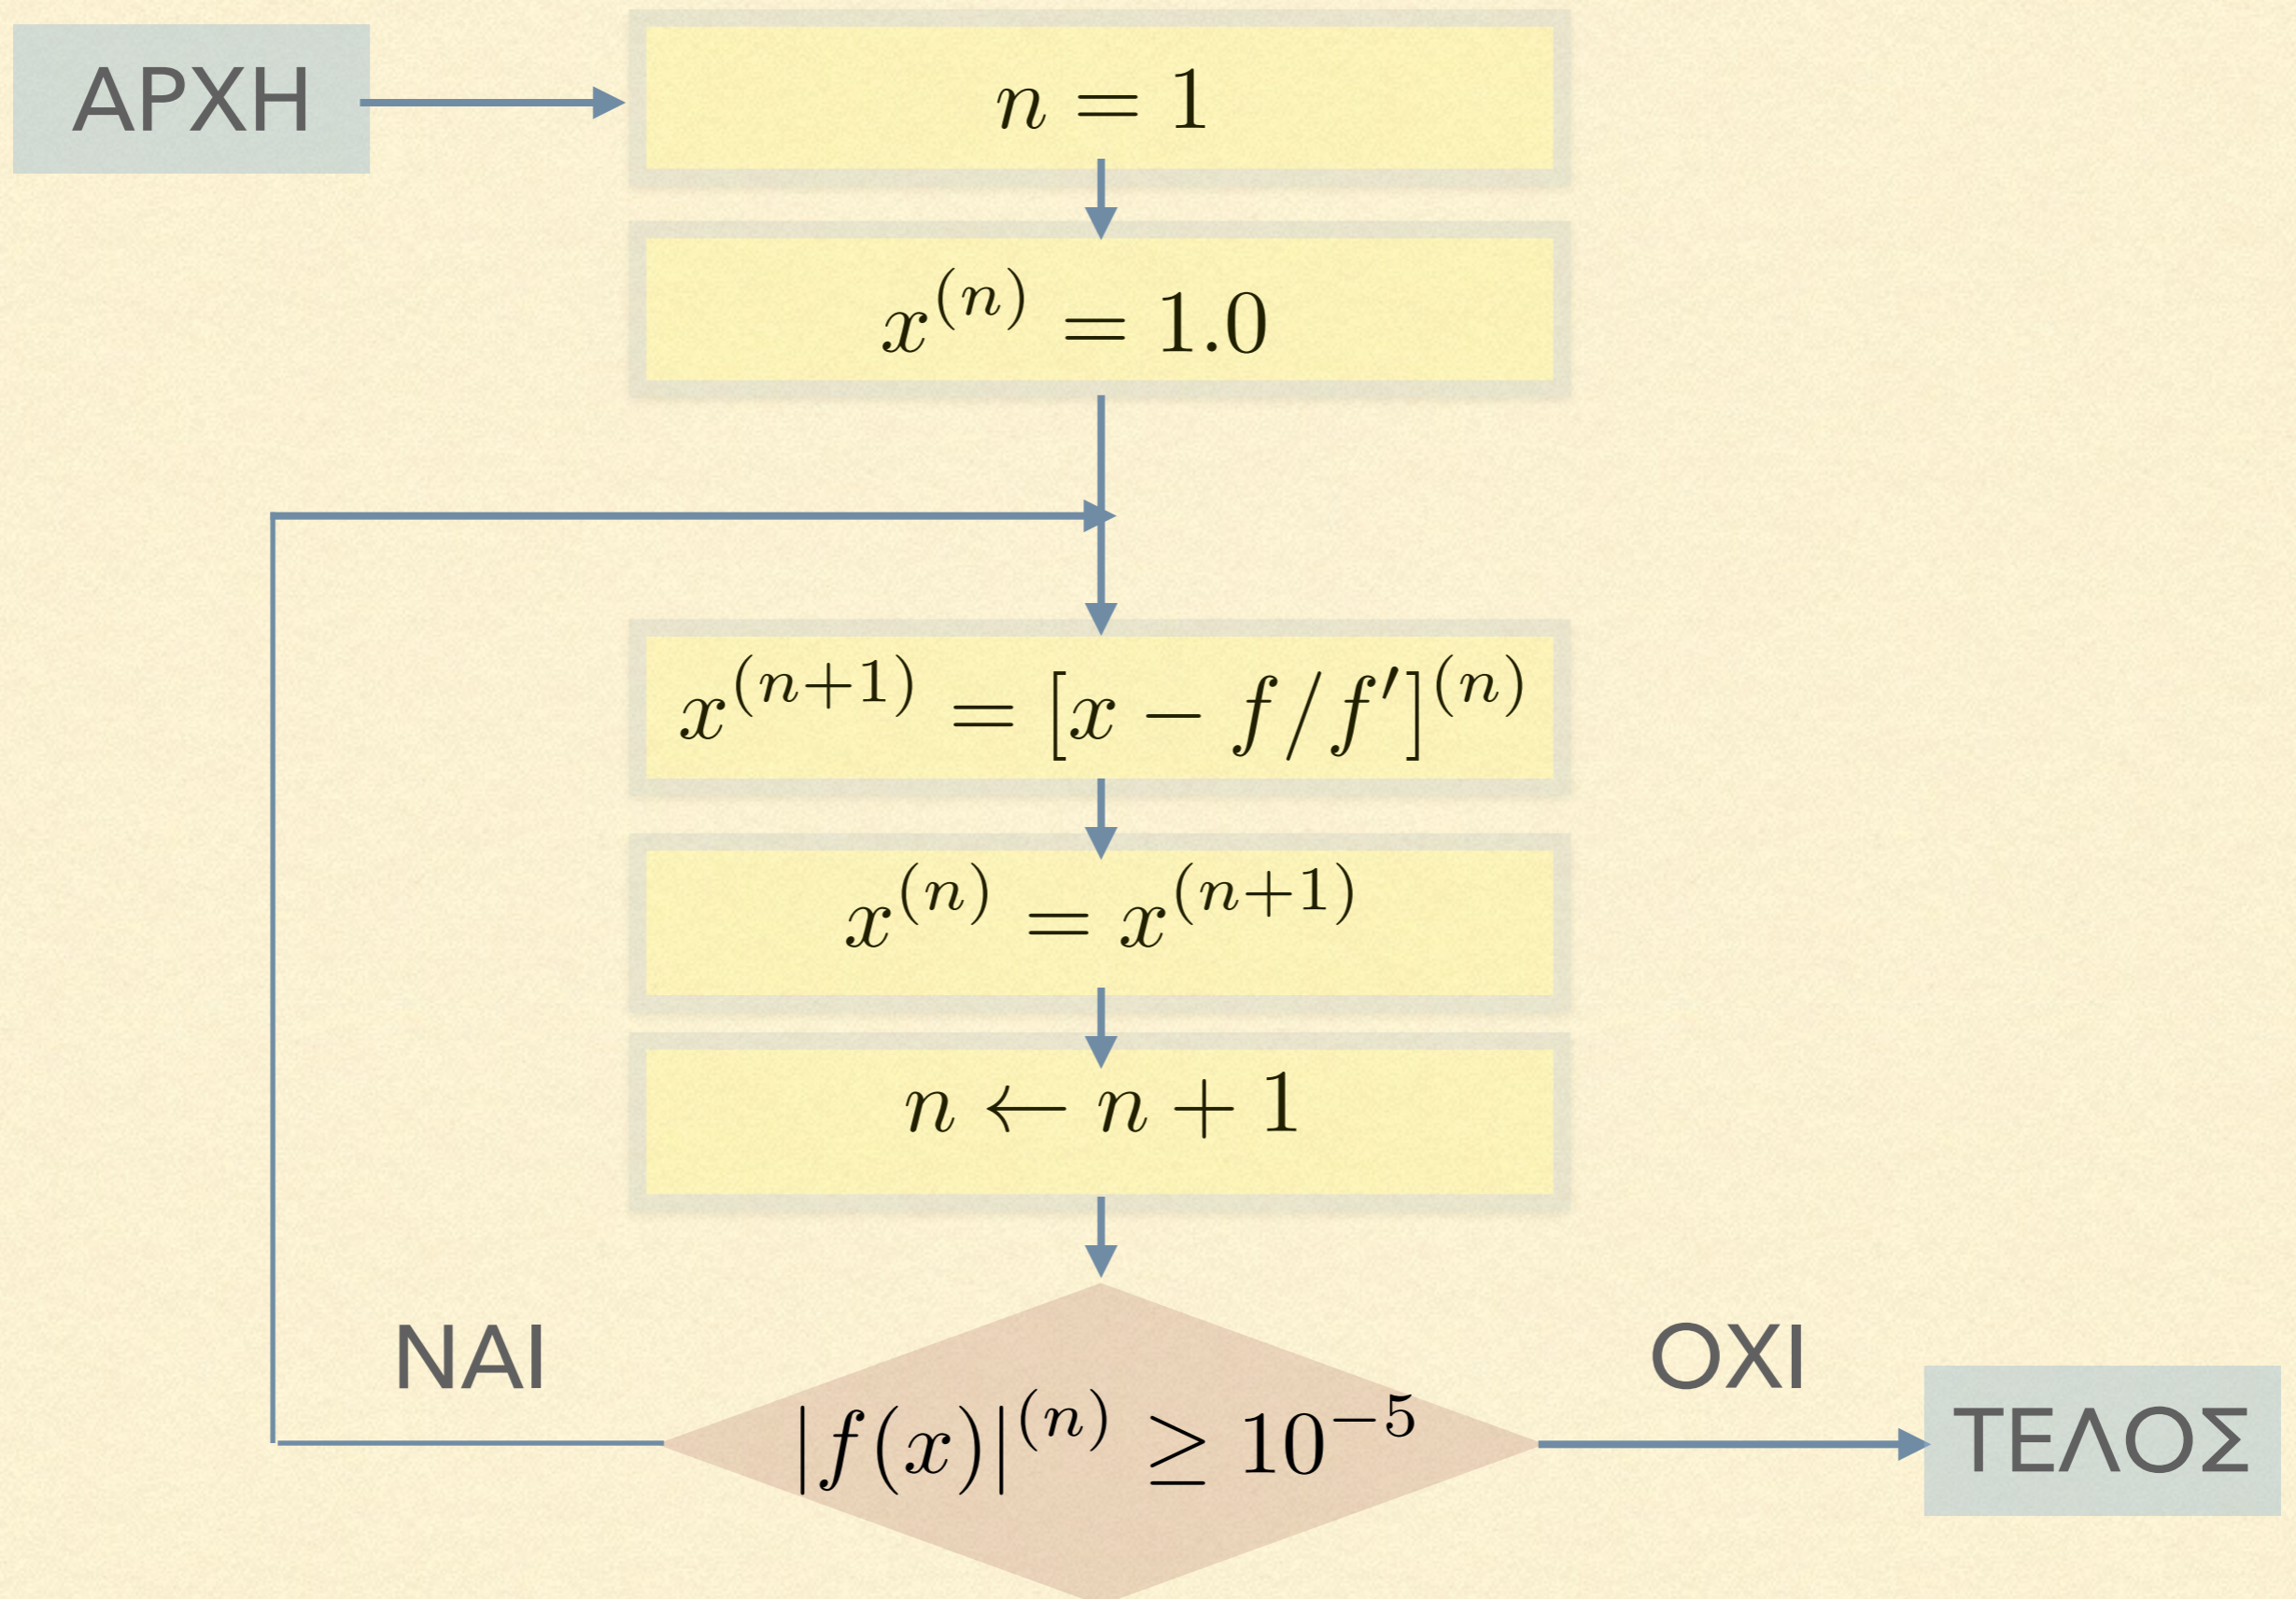 ΑΡΧΗ
n = 1
x^(n) = 1.0
x^(n+1) = [x − f/f′]^(n)
x^(n) = x^(n+1)
n ← n + 1
ΝΑΙ
|f(x)|^(n) ≥ 10^−5
ΟΧΙ
ΤΕΛΟΣ